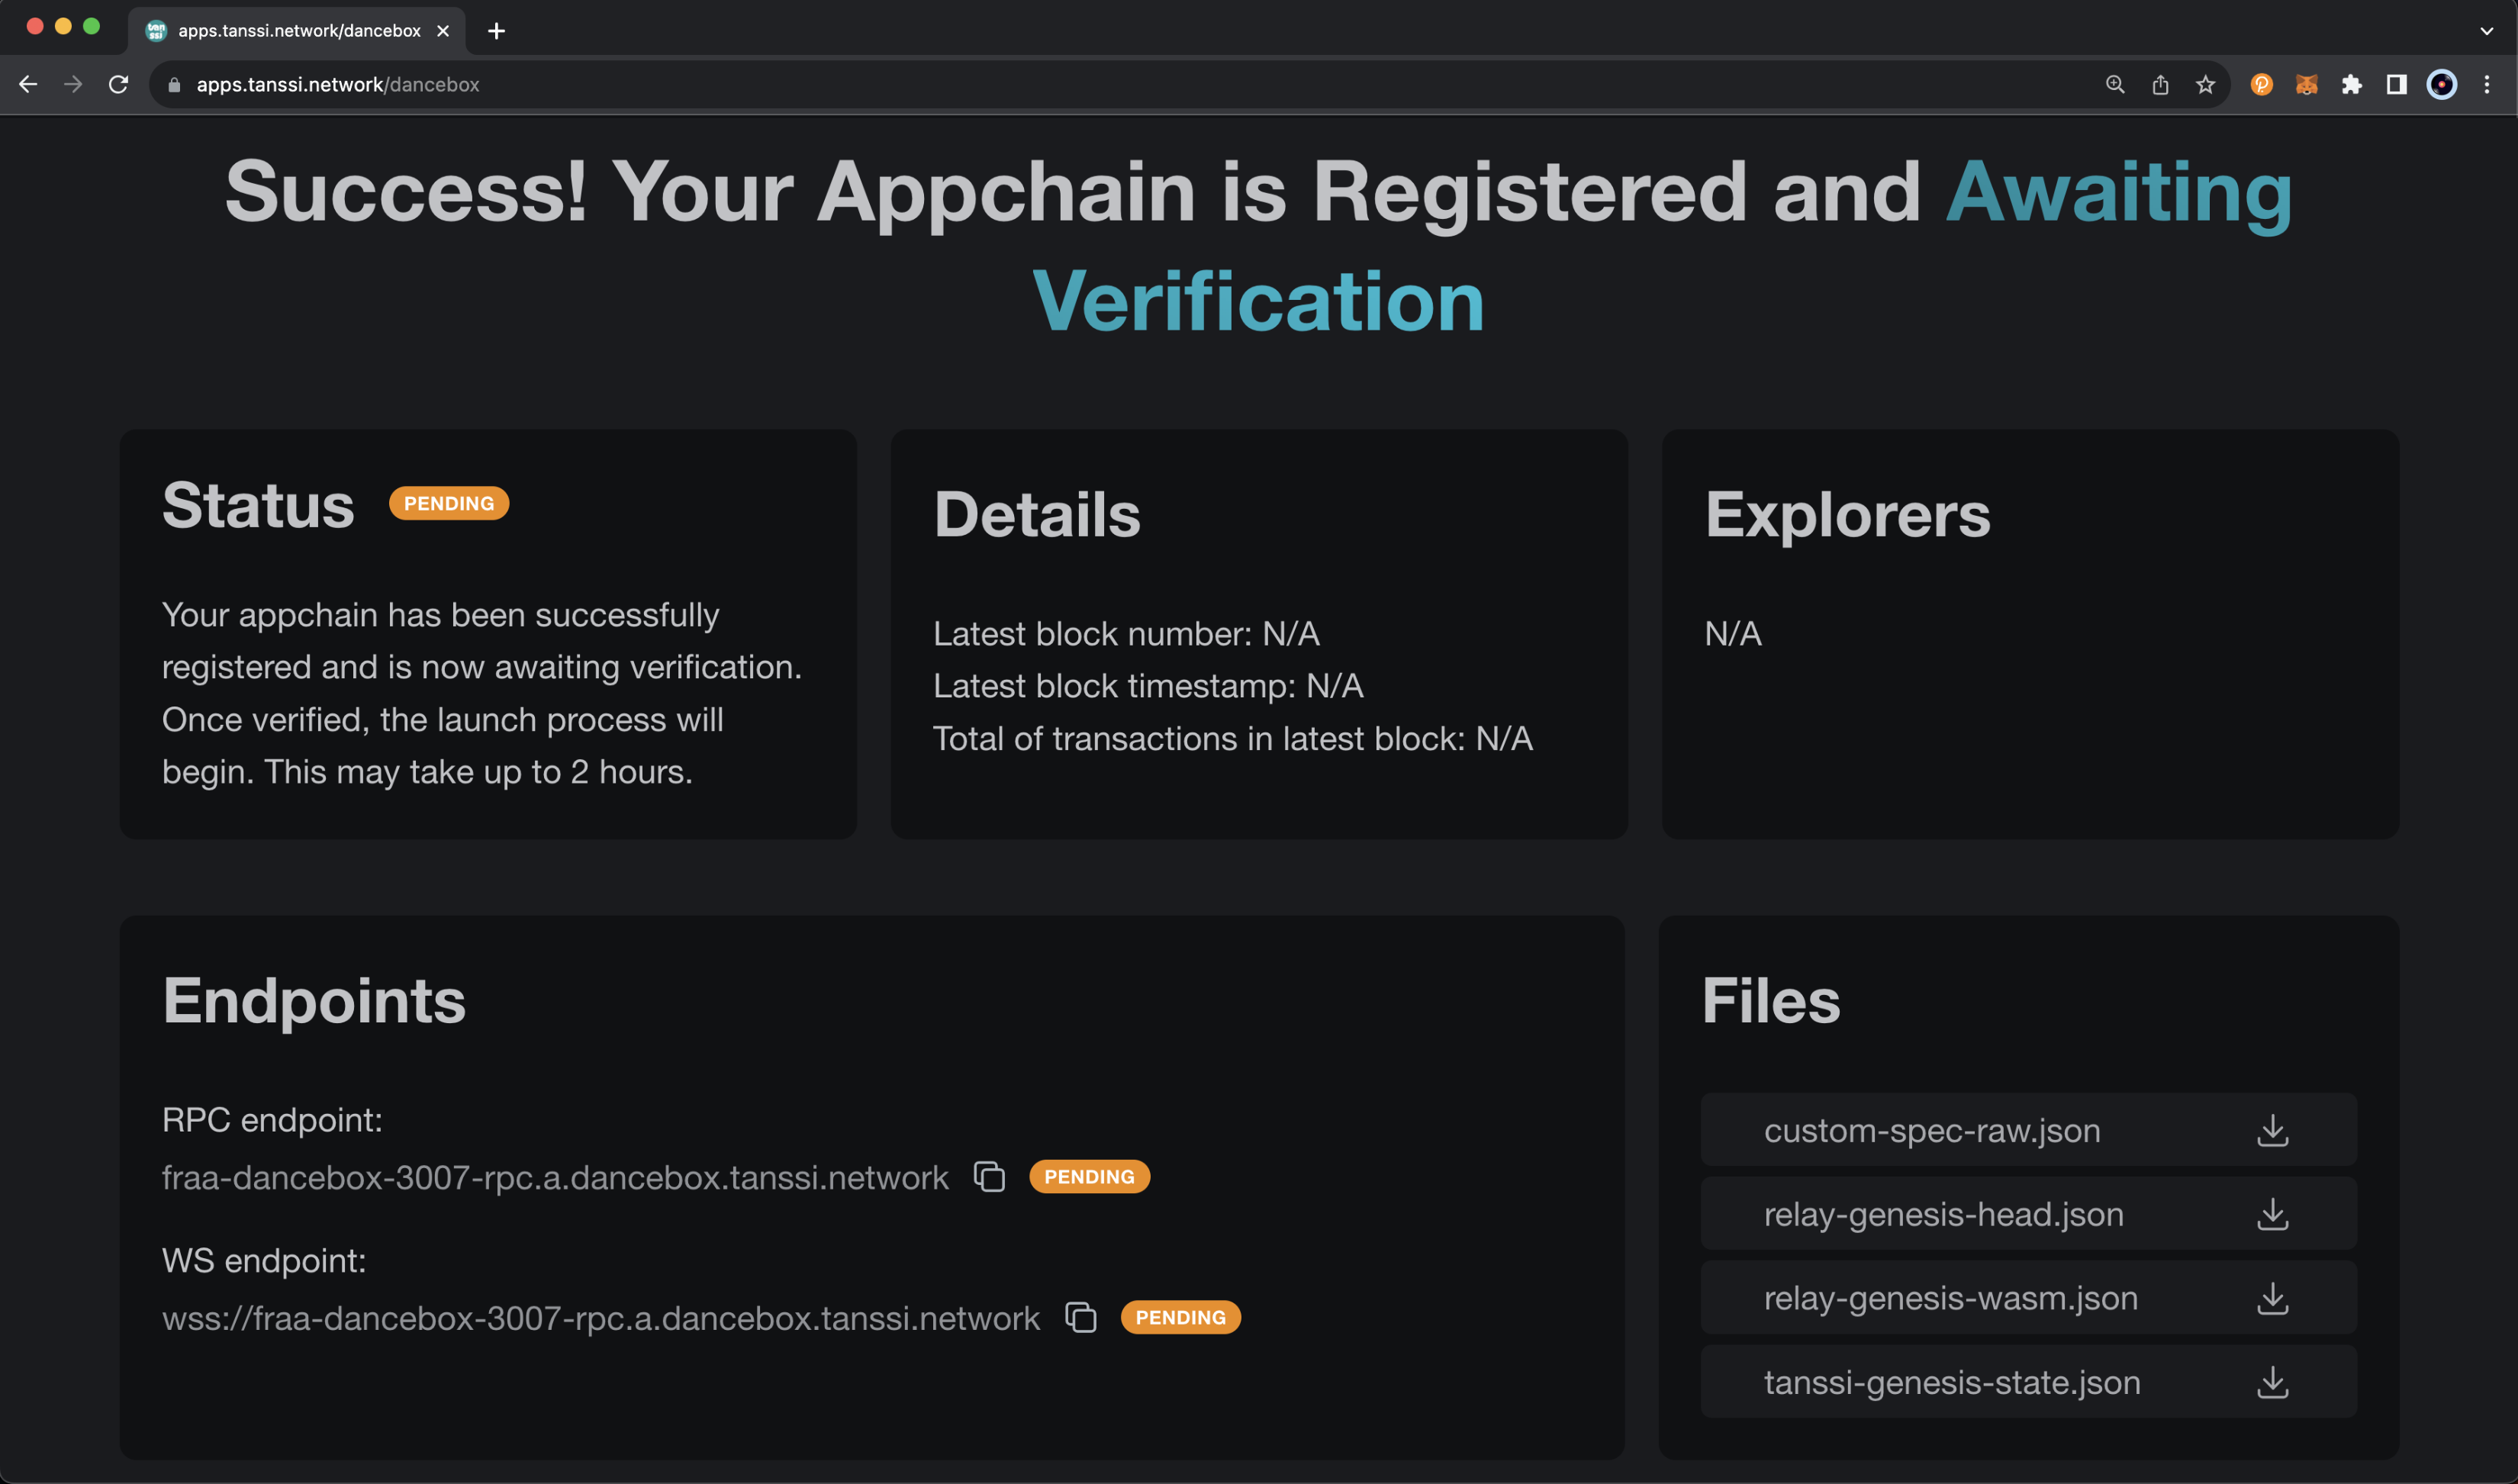 tan
ssi
apps.tanssi.network/dancebox
apps.tanssi.network/dancebox
Success! Your Appchain is Registered and Awaiting
Verification
Status PENDING
Your appchain has been successfully
registered and is now awaiting verification.
Once verified, the launch process will
begin. This may take up to 2 hours.
Details
Latest block number: N/A
Latest block timestamp: N/A
Total of transactions in latest block: N/A
Explorers
N/A
Endpoints
RPC endpoint:
fraa-dancebox-3007-rpc.a.dancebox.tanssi.network PENDING
WS endpoint:
wss://fraa-dancebox-3007-rpc.a.dancebox.tanssi.network PENDING
Files
custom-spec-raw.json
relay-genesis-head.json
relay-genesis-wasm.json
tanssi-genesis-state.json